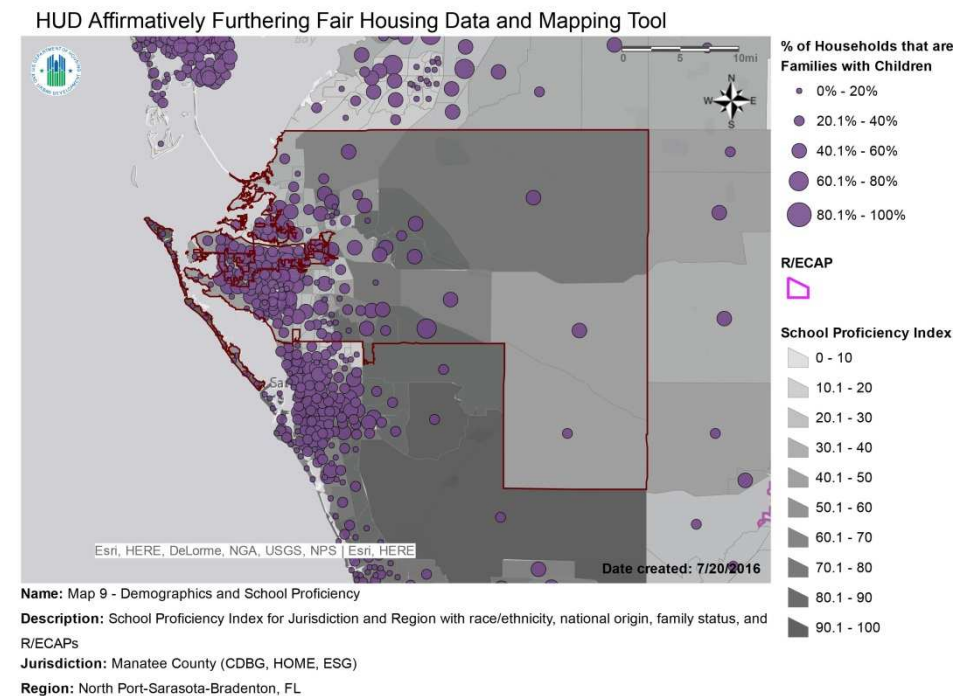 HUD Affirmatively Furthering Fair Housing Data and Mapping Tool
Bay
0 5 10mi
N
W E
S
Sar
Esri, HERE, DeLorme, NGA, USGS, NPS | Esri, HERE
Date created: 7/20/2016
% of Households that are
Families with Children
0% - 20%
20.1% - 40%
40.1% - 60%
60.1% - 80%
80.1% - 100%
R/ECAP
School Proficiency Index
0 - 10
10.1 - 20
20.1 - 30
30.1 - 40
40.1 - 50
50.1 - 60
60.1 - 70
70.1 - 80
80.1 - 90
90.1 - 100
Name: Map 9 - Demographics and School Proficiency
Description: School Proficiency Index for Jurisdiction and Region with race/ethnicity, national origin, family status, and
R/ECAPs
Jurisdiction: Manatee County (CDBG, HOME, ESG)
Region: North Port-Sarasota-Bradenton, FL